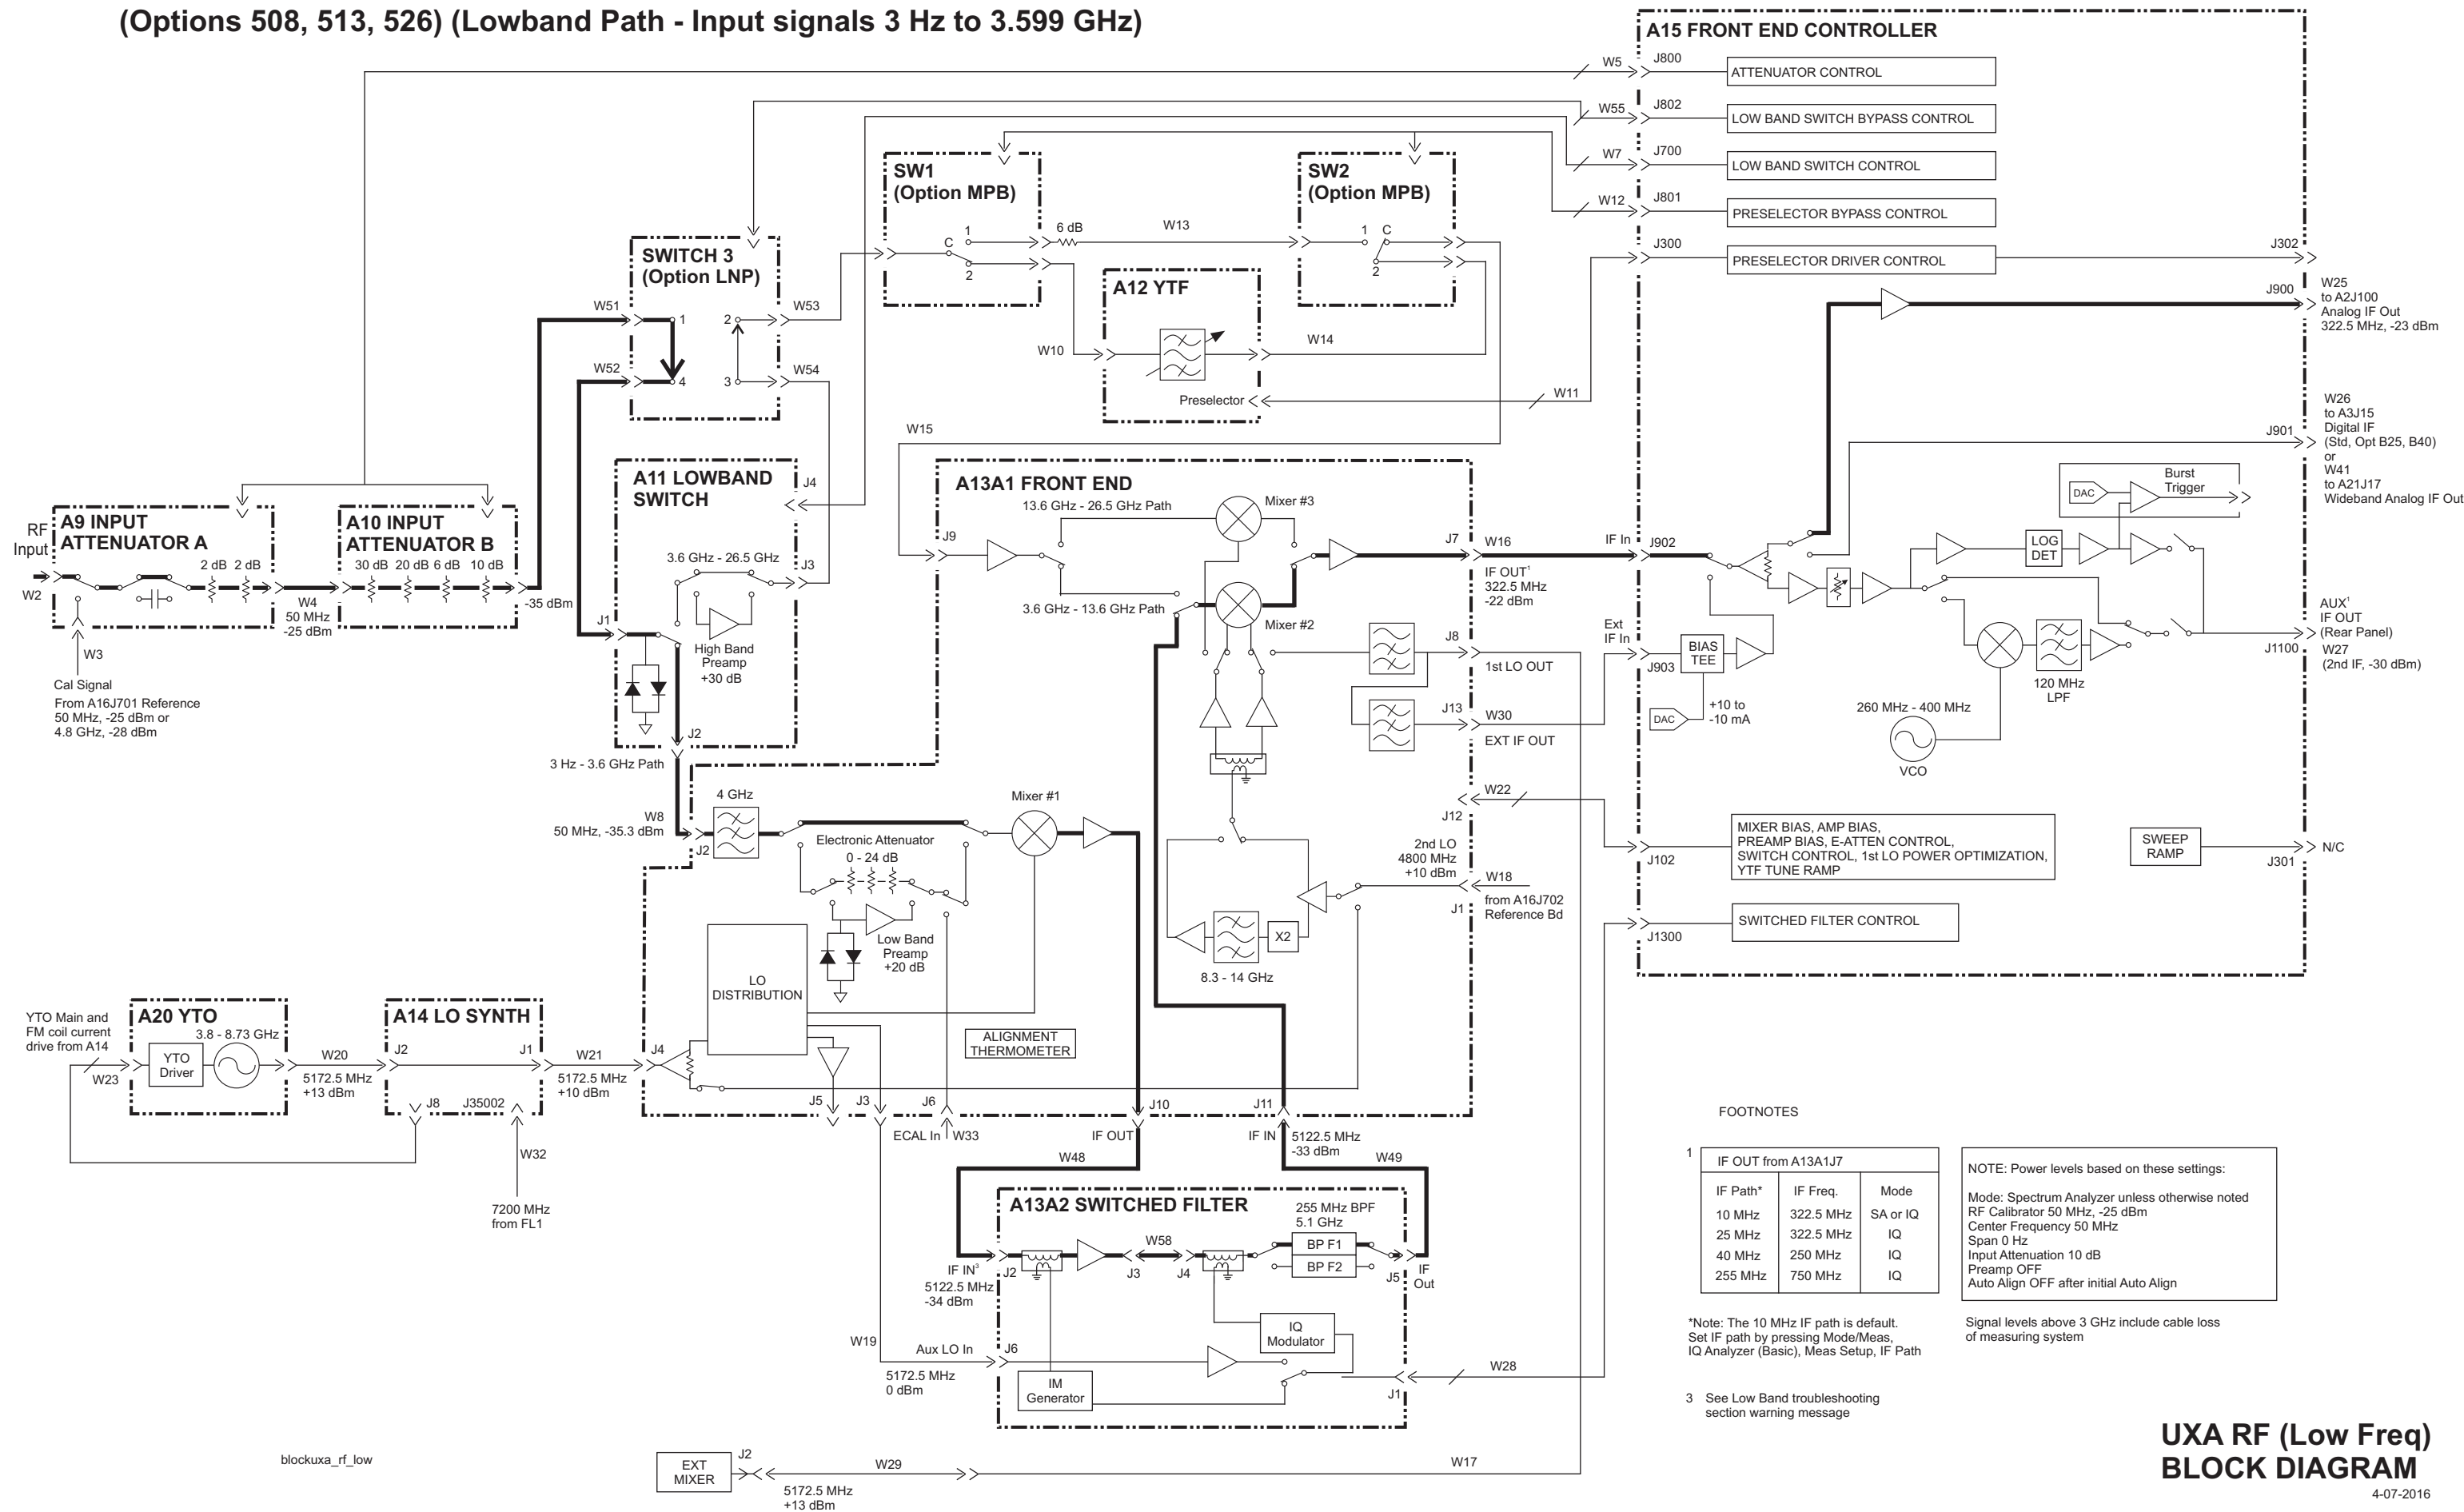 (Options 508, 513, 526) (Lowband Path - Input signals 3 Hz to 3.599 GHz)
A15 FRONT END CONTROLLER
W5
J800
ATTENUATOR CONTROL
W55
J802
LOW BAND SWITCH BYPASS CONTROL
W7
J700
LOW BAND SWITCH CONTROL
W12
J801
PRESELECTOR BYPASS CONTROL
J300
PRESELECTOR DRIVER CONTROL
J302
SW1
(Option MPB)
C
1
2
6 dB
W13
SW2
(Option MPB)
1
C
2
SWITCH 3
(Option LNP)
W51
1
2
W53
W52
4
3
W54
A12 YTF
W10
W14
Preselector
W11
W15
J900
W25
to A2J100
Analog IF Out
322.5 MHz, -23 dBm
J901
W26
to A3J15
Digital IF
(Std, Opt B25, B40)
or
W41
to A21J17
Wideband Analog IF Out
DAC
Burst
Trigger
LOG
DET
RF
Input
A9 INPUT
ATTENUATOR A
2 dB
2 dB
W2
W3
Cal Signal
From A16J701 Reference
50 MHz, -25 dBm or
4.8 GHz, -28 dBm
W4
50 MHz
-25 dBm
A10 INPUT
ATTENUATOR B
30 dB
20 dB
6 dB
10 dB
-35 dBm
A11 LOWBAND
SWITCH
J4
3.6 GHz - 26.5 GHz
J3
J1
High Band
Preamp
+30 dB
J2
3 Hz - 3.6 GHz Path
W8
50 MHz, -35.3 dBm
A13A1 FRONT END
13.6 GHz - 26.5 GHz Path
Mixer #3
J9
3.6 GHz - 13.6 GHz Path
Mixer #2
J7
W16
IF OUT¹
322.5 MHz
-22 dBm
IF In
J902
J8
1st LO OUT
J13
W30
EXT IF OUT
Ext
IF In
J903
BIAS
TEE
DAC
+10 to
-10 mA
260 MHz - 400 MHz
VCO
120 MHz
LPF
AUX¹
IF OUT
(Rear Panel)
J1100
W27
(2nd IF, -30 dBm)
J2
4 GHz
Electronic Attenuator
0 - 24 dB
Low Band
Preamp
+20 dB
Mixer #1
W22
J12
2nd LO
4800 MHz
+10 dBm
W18
J1
from A16J702
Reference Bd
X2
8.3 - 14 GHz
J102
MIXER BIAS, AMP BIAS,
PREAMP BIAS, E-ATTEN CONTROL,
SWITCH CONTROL, 1st LO POWER OPTIMIZATION,
YTF TUNE RAMP
SWEEP
RAMP
J301
N/C
J1300
SWITCHED FILTER CONTROL
LO
DISTRIBUTION
ALIGNMENT
THERMOMETER
YTO Main and
FM coil current
drive from A14
W23
A20 YTO
3.8 - 8.73 GHz
YTO
Driver
W20
5172.5 MHz
+13 dBm
A14 LO SYNTH
J2
J1
J8
J35002
W32
7200 MHz
from FL1
W21
5172.5 MHz
+10 dBm
J4
J5
J3
J6
ECAL In
W33
J10
IF OUT
J11
IF IN
5122.5 MHz
-33 dBm
W48
W49
A13A2 SWITCHED FILTER
255 MHz BPF
5.1 GHz
BP F1
BP F2
IF IN³
5122.5 MHz
-34 dBm
J2
J3
W58
J4
J5
IF
Out
IQ
Modulator
W19
Aux LO In
J6
5172.5 MHz
0 dBm
IM
Generator
J1
W28
EXT
MIXER
J2
W29
5172.5 MHz
+13 dBm
W17
FOOTNOTES
1
IF OUT from A13A1J7
IF Path* IF Freq. Mode
10 MHz 322.5 MHz SA or IQ
25 MHz 322.5 MHz IQ
40 MHz 250 MHz IQ
255 MHz 750 MHz IQ
*Note: The 10 MHz IF path is default.
Set IF path by pressing Mode/Meas,
IQ Analyzer (Basic), Meas Setup, IF Path
3 See Low Band troubleshooting
section warning message
NOTE: Power levels based on these settings:
Mode: Spectrum Analyzer unless otherwise noted
RF Calibrator 50 MHz, -25 dBm
Center Frequency 50 MHz
Span 0 Hz
Input Attenuation 10 dB
Preamp OFF
Auto Align OFF after initial Auto Align
Signal levels above 3 GHz include cable loss
of measuring system
blockuxa_rf_low
UXA RF (Low Freq)
BLOCK DIAGRAM
4-07-2016